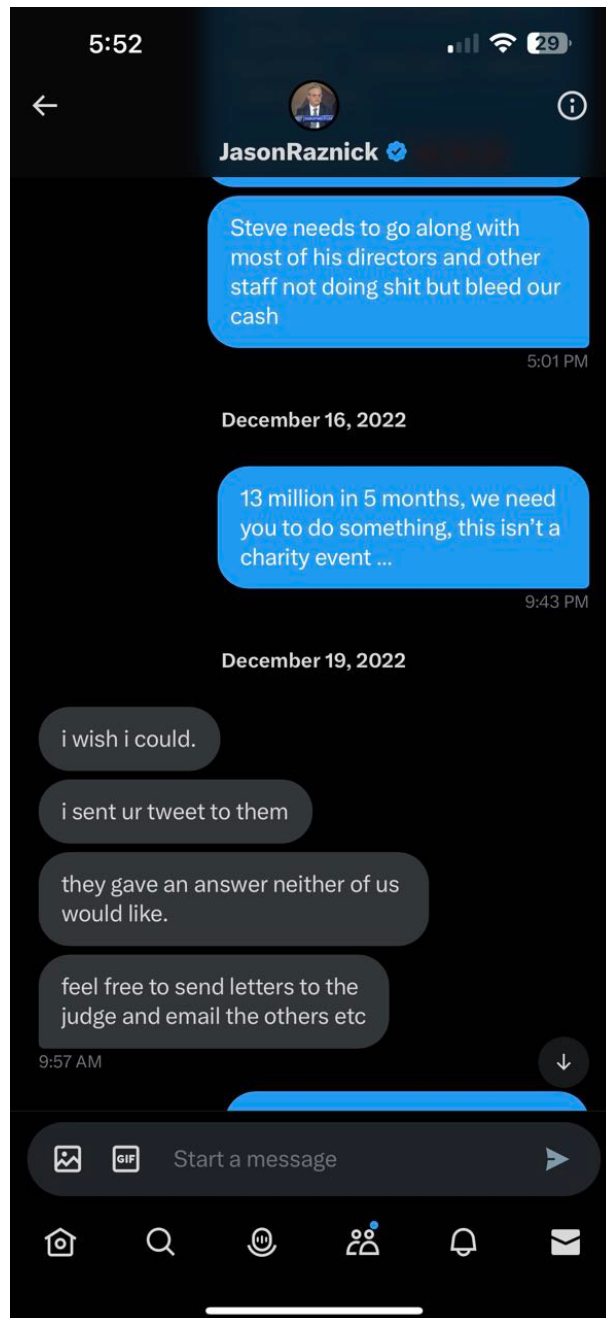 5:52
29
JasonRaznick
Steve needs to go along with
most of his directors and other
staff not doing shit but bleed our
cash
5:01 PM
December 16, 2022
13 million in 5 months, we need
you to do something, this isn't a
charity event ...
9:43 PM
December 19, 2022
i wish i could.
i sent ur tweet to them
they gave an answer neither of us
would like.
feel free to send letters to the
judge and email the others etc
9:57 AM
GIF
Start a message